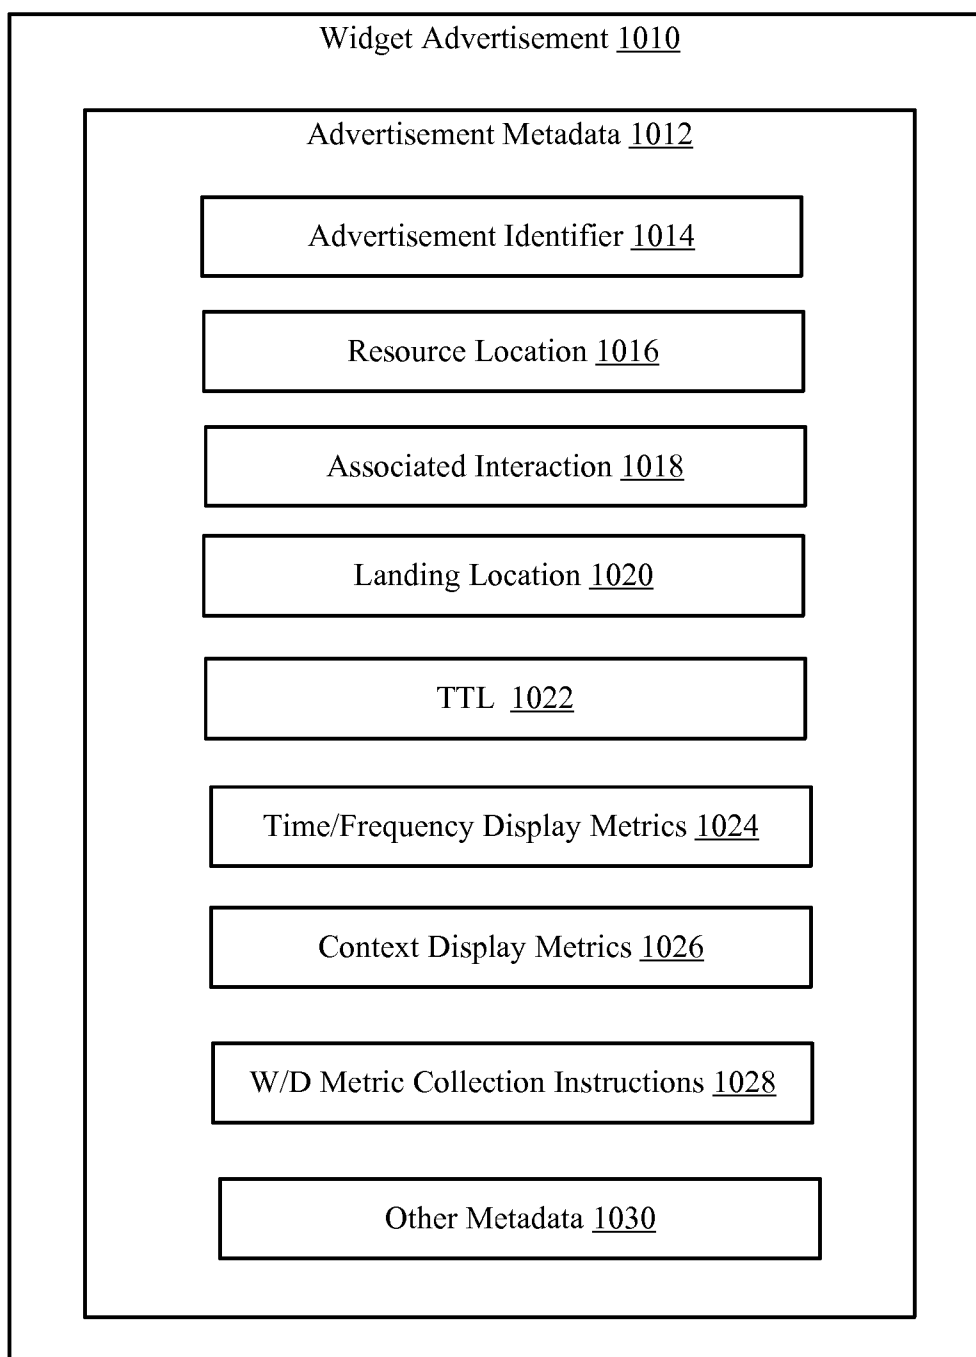 Widget Advertisement 1010
Advertisement Metadata 1012
Advertisement Identifier 1014
Resource Location 1016
Associated Interaction 1018
Landing Location 1020
TTL 1022
Time/Frequency Display Metrics 1024
Context Display Metrics 1026
W/D Metric Collection Instructions 1028
Other Metadata 1030